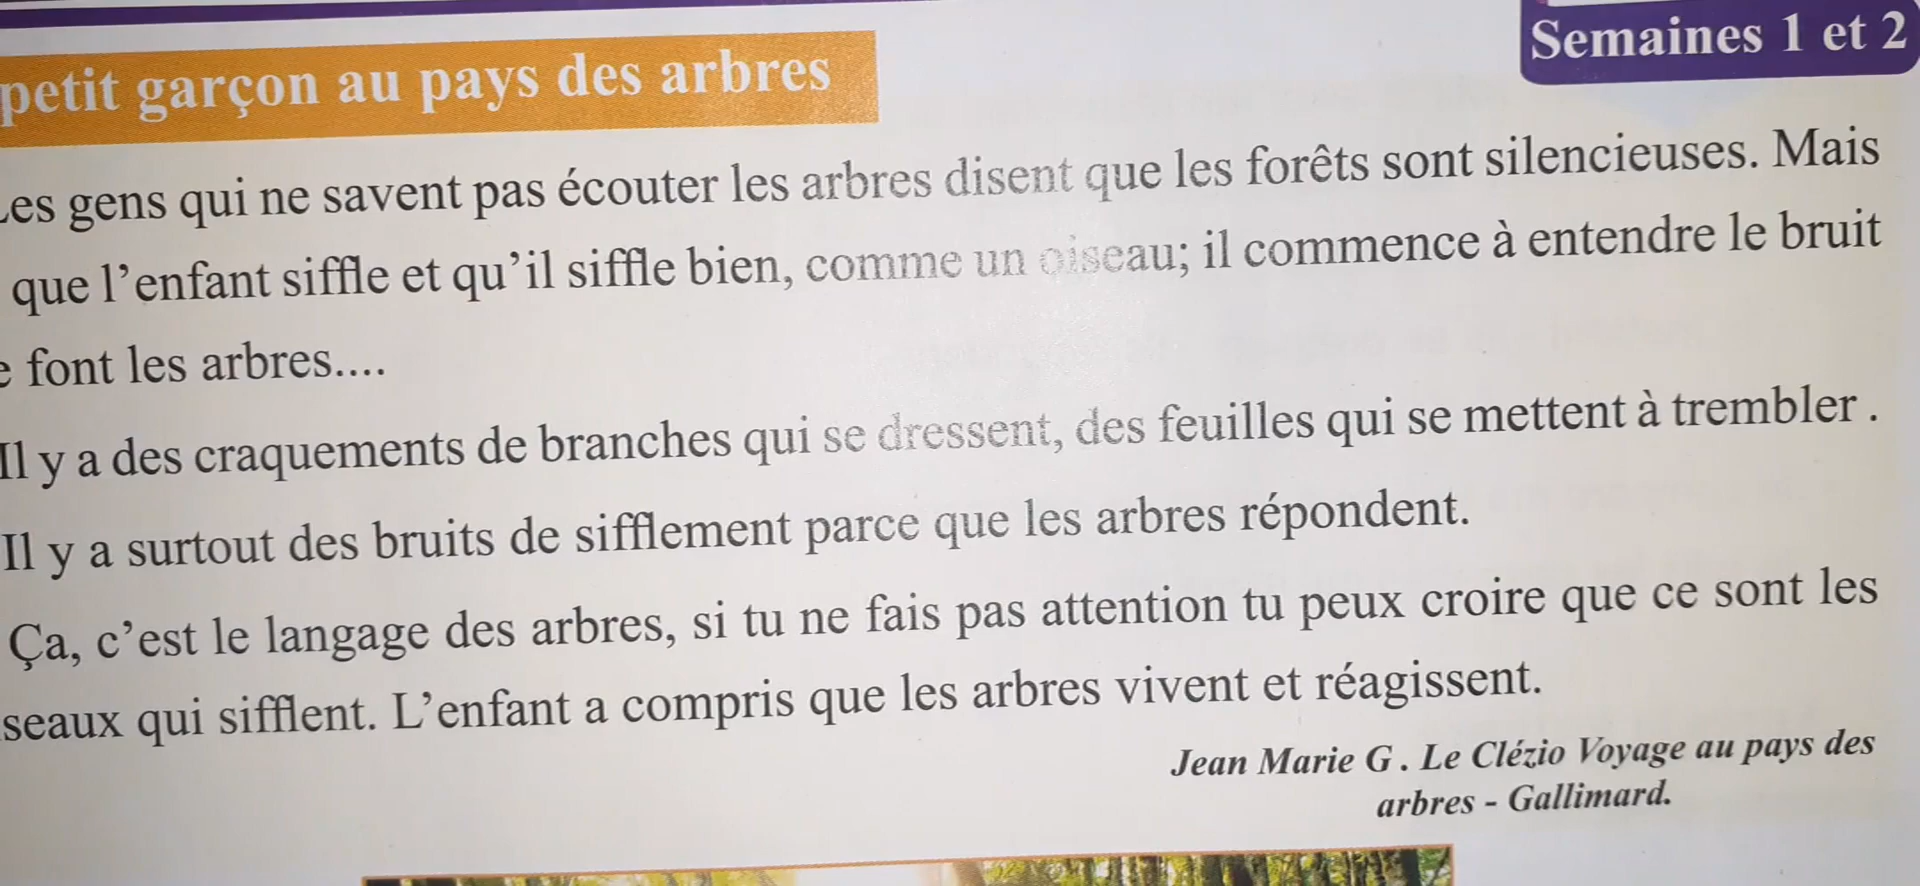 petit garçon au pays des arbres
Semaines 1 et 2
Les gens qui ne savent pas écouter les arbres disent que les forêts sont silencieuses. Mais
que l’enfant siffle et qu’il siffle bien, comme un oiseau; il commence à entendre le bruit
font les arbres....
Il y a des craquements de branches qui se dressent, des feuilles qui se mettent à trembler .
Il y a surtout des bruits de sifflement parce que les arbres répondent.
Ça, c’est le langage des arbres, si tu ne fais pas attention tu peux croire que ce sont les
seaux qui sifflent. L’enfant a compris que les arbres vivent et réagissent.
Jean Marie G . Le Clézio Voyage au pays des
arbres - Gallimard.